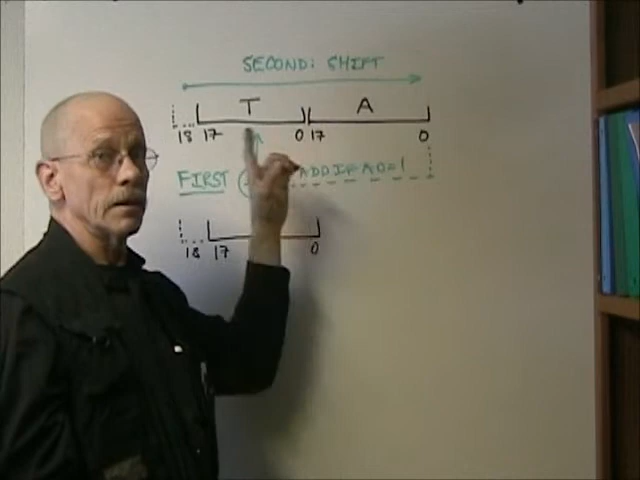 SECOND: SHIFT
T A
18 17 0 17 0
FIRST ADD IF A0=1
18 17 0